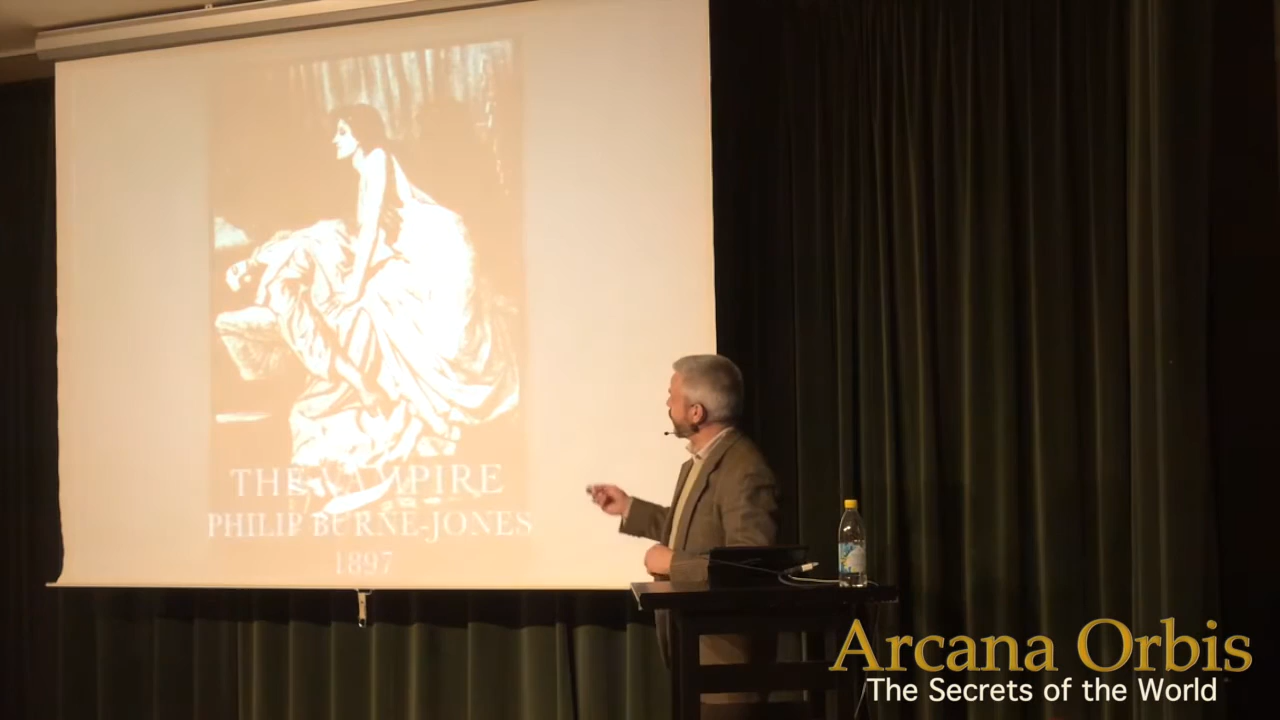 THE VAMPIRE
PHILIP BURNE-JONES
1897
Arcana Orbis
The Secrets of the World